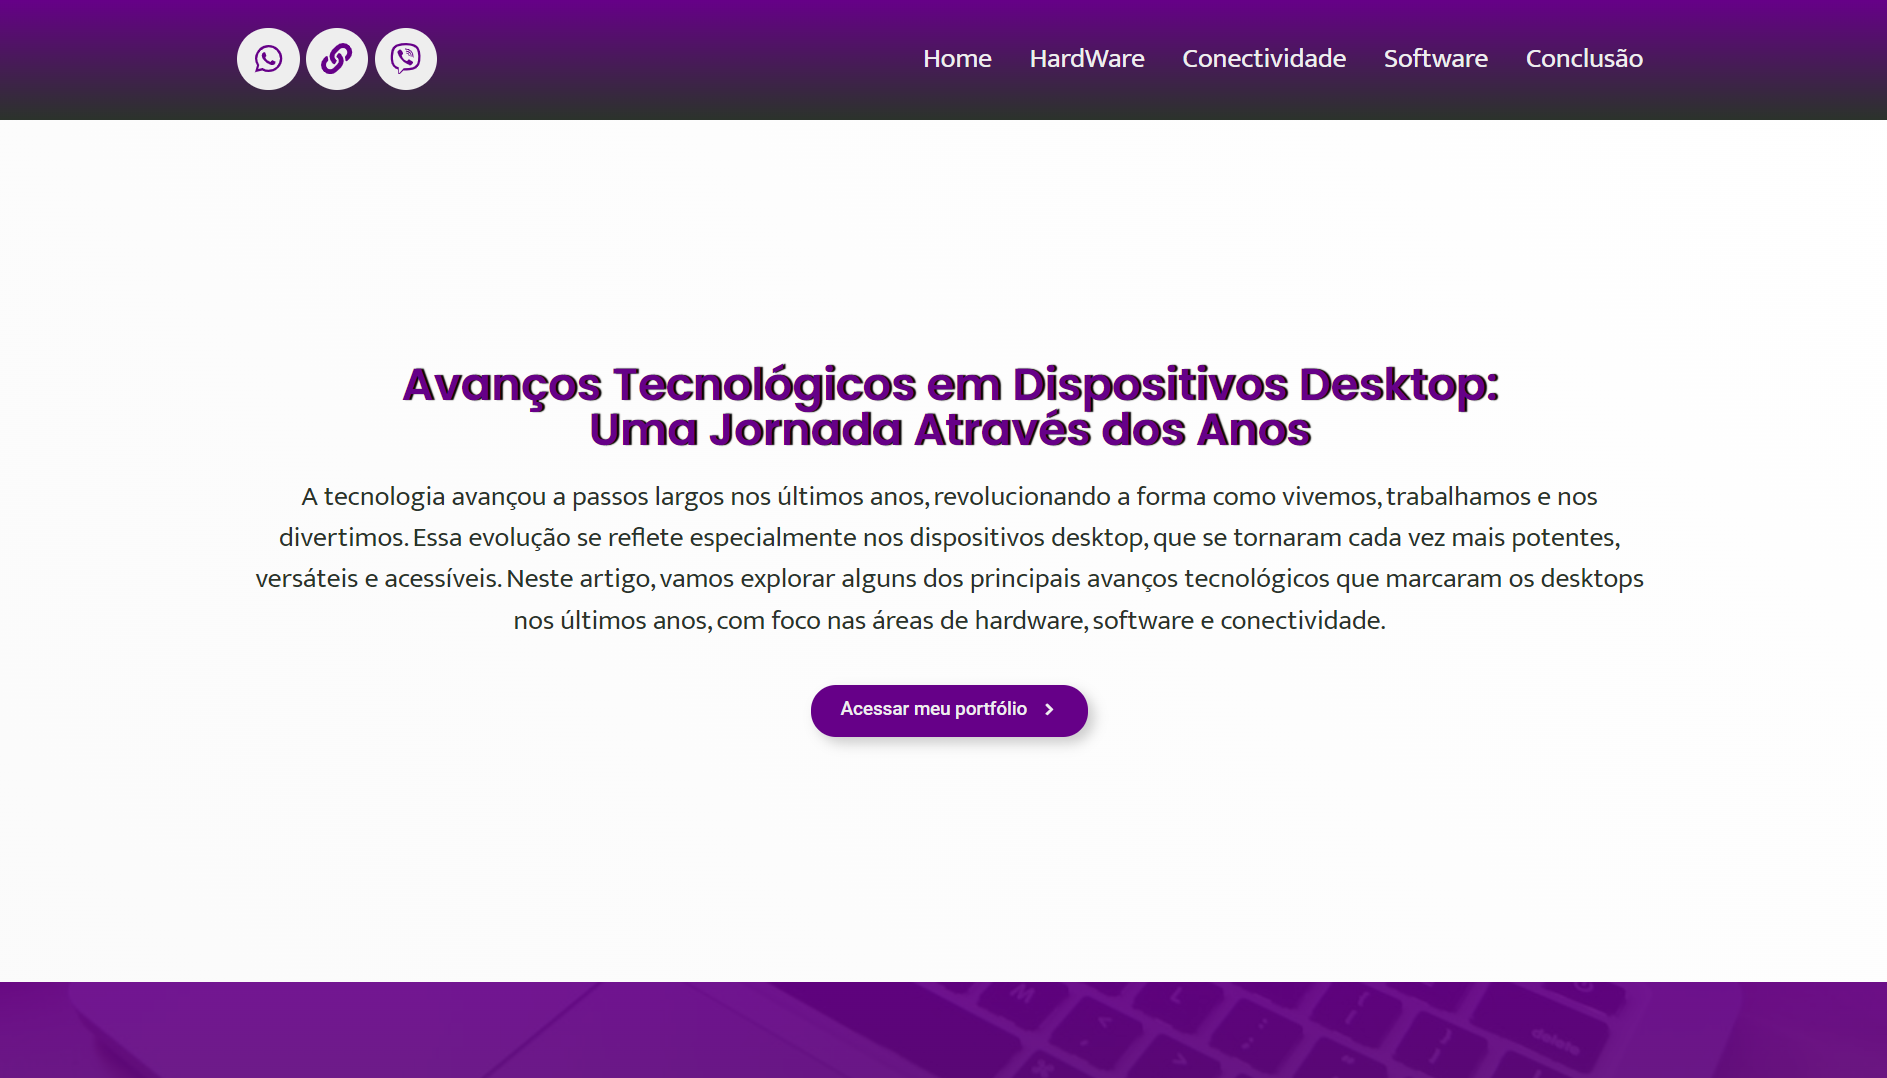 Home HardWare Conectividade Software Conclusão
Avanços Tecnológicos em Dispositivos Desktop:
Uma Jornada Através dos Anos
A tecnologia avançou a passos largos nos últimos anos, revolucionando a forma como vivemos, trabalhamos e nos
divertimos. Essa evolução se reflete especialmente nos dispositivos desktop, que se tornaram cada vez mais potentes,
versáteis e acessíveis. Neste artigo, vamos explorar alguns dos principais avanços tecnológicos que marcaram os desktops
nos últimos anos, com foco nas áreas de hardware, software e conectividade.
Acessar meu portfólio
delete